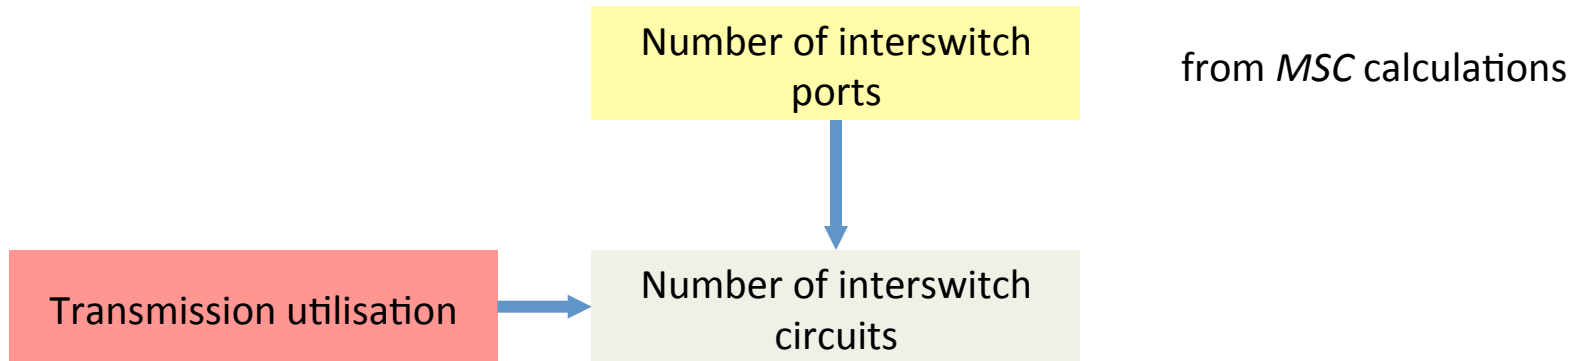 Number of interswitch
ports
from MSC calculations
Transmission utilisation
Number of interswitch
circuits